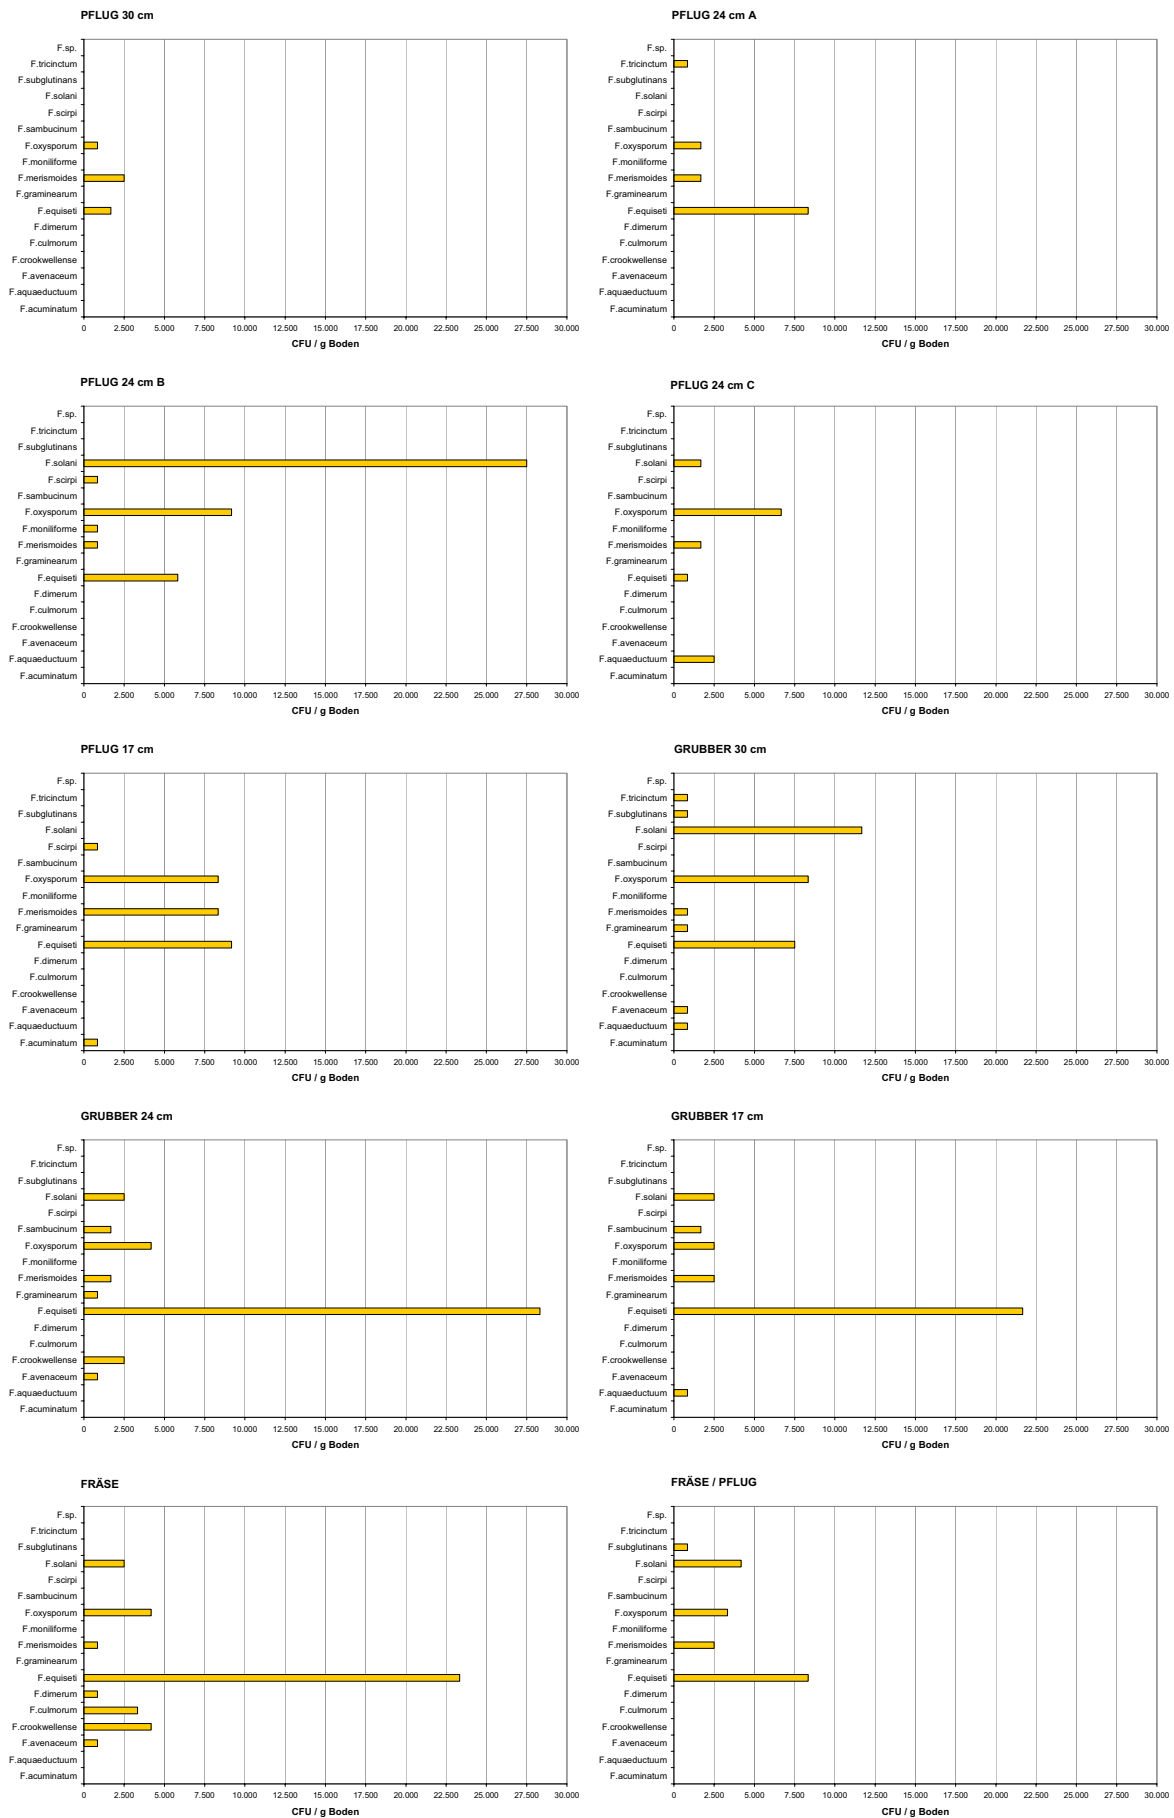 PFLUG 30 cm
F.sp.
F.tricinctum
F.subglutinans
F.solani
F.scirpi
F.sambucinum
F.oxysporum
F.moniliforme
F.merismoides
F.graminearum
F.equiseti
F.dimerum
F.culmorum
F.crookwellense
F.avenaceum
F.aquaeductuum
F.acuminatum
0 2.500 5.000 7.500 10.000 12.500 15.000 17.500 20.000 22.500 25.000 27.500 30.000
CFU / g Boden
PFLUG 24 cm A
F.sp.
F.tricinctum
F.subglutinans
F.solani
F.scirpi
F.sambucinum
F.oxysporum
F.moniliforme
F.merismoides
F.graminearum
F.equiseti
F.dimerum
F.culmorum
F.crookwellense
F.avenaceum
F.aquaeductuum
F.acuminatum
0 2.500 5.000 7.500 10.000 12.500 15.000 17.500 20.000 22.500 25.000 27.500 30.000
CFU / g Boden
PFLUG 24 cm B
F.sp.
F.tricinctum
F.subglutinans
F.solani
F.scirpi
F.sambucinum
F.oxysporum
F.moniliforme
F.merismoides
F.graminearum
F.equiseti
F.dimerum
F.culmorum
F.crookwellense
F.avenaceum
F.aquaeductuum
F.acuminatum
0 2.500 5.000 7.500 10.000 12.500 15.000 17.500 20.000 22.500 25.000 27.500 30.000
CFU / g Boden
PFLUG 24 cm C
F.sp.
F.tricinctum
F.subglutinans
F.solani
F.scirpi
F.sambucinum
F.oxysporum
F.moniliforme
F.merismoides
F.graminearum
F.equiseti
F.dimerum
F.culmorum
F.crookwellense
F.avenaceum
F.aquaeductuum
F.acuminatum
0 2.500 5.000 7.500 10.000 12.500 15.000 17.500 20.000 22.500 25.000 27.500 30.000
CFU / g Boden
PFLUG 17 cm
F.sp.
F.tricinctum
F.subglutinans
F.solani
F.scirpi
F.sambucinum
F.oxysporum
F.moniliforme
F.merismoides
F.graminearum
F.equiseti
F.dimerum
F.culmorum
F.crookwellense
F.avenaceum
F.aquaeductuum
F.acuminatum
0 2.500 5.000 7.500 10.000 12.500 15.000 17.500 20.000 22.500 25.000 27.500 30.000
CFU / g Boden
GRUBBER 30 cm
F.sp.
F.tricinctum
F.subglutinans
F.solani
F.scirpi
F.sambucinum
F.oxysporum
F.moniliforme
F.merismoides
F.graminearum
F.equiseti
F.dimerum
F.culmorum
F.crookwellense
F.avenaceum
F.aquaeductuum
F.acuminatum
0 2.500 5.000 7.500 10.000 12.500 15.000 17.500 20.000 22.500 25.000 27.500 30.000
CFU / g Boden
GRUBBER 24 cm
F.sp.
F.tricinctum
F.subglutinans
F.solani
F.scirpi
F.sambucinum
F.oxysporum
F.moniliforme
F.merismoides
F.graminearum
F.equiseti
F.dimerum
F.culmorum
F.crookwellense
F.avenaceum
F.aquaeductuum
F.acuminatum
0 2.500 5.000 7.500 10.000 12.500 15.000 17.500 20.000 22.500 25.000 27.500 30.000
CFU / g Boden
GRUBBER 17 cm
F.sp.
F.tricinctum
F.subglutinans
F.solani
F.scirpi
F.sambucinum
F.oxysporum
F.moniliforme
F.merismoides
F.graminearum
F.equiseti
F.dimerum
F.culmorum
F.crookwellense
F.avenaceum
F.aquaeductuum
F.acuminatum
0 2.500 5.000 7.500 10.000 12.500 15.000 17.500 20.000 22.500 25.000 27.500 30.000
CFU / g Boden
FRÄSE
F.sp.
F.tricinctum
F.subglutinans
F.solani
F.scirpi
F.sambucinum
F.oxysporum
F.moniliforme
F.merismoides
F.graminearum
F.equiseti
F.dimerum
F.culmorum
F.crookwellense
F.avenaceum
F.aquaeductuum
F.acuminatum
0 2.500 5.000 7.500 10.000 12.500 15.000 17.500 20.000 22.500 25.000 27.500 30.000
CFU / g Boden
FRÄSE / PFLUG
F.sp.
F.tricinctum
F.subglutinans
F.solani
F.scirpi
F.sambucinum
F.oxysporum
F.moniliforme
F.merismoides
F.graminearum
F.equiseti
F.dimerum
F.culmorum
F.crookwellense
F.avenaceum
F.aquaeductuum
F.acuminatum
0 2.500 5.000 7.500 10.000 12.500 15.000 17.500 20.000 22.500 25.000 27.500 30.000
CFU / g Boden